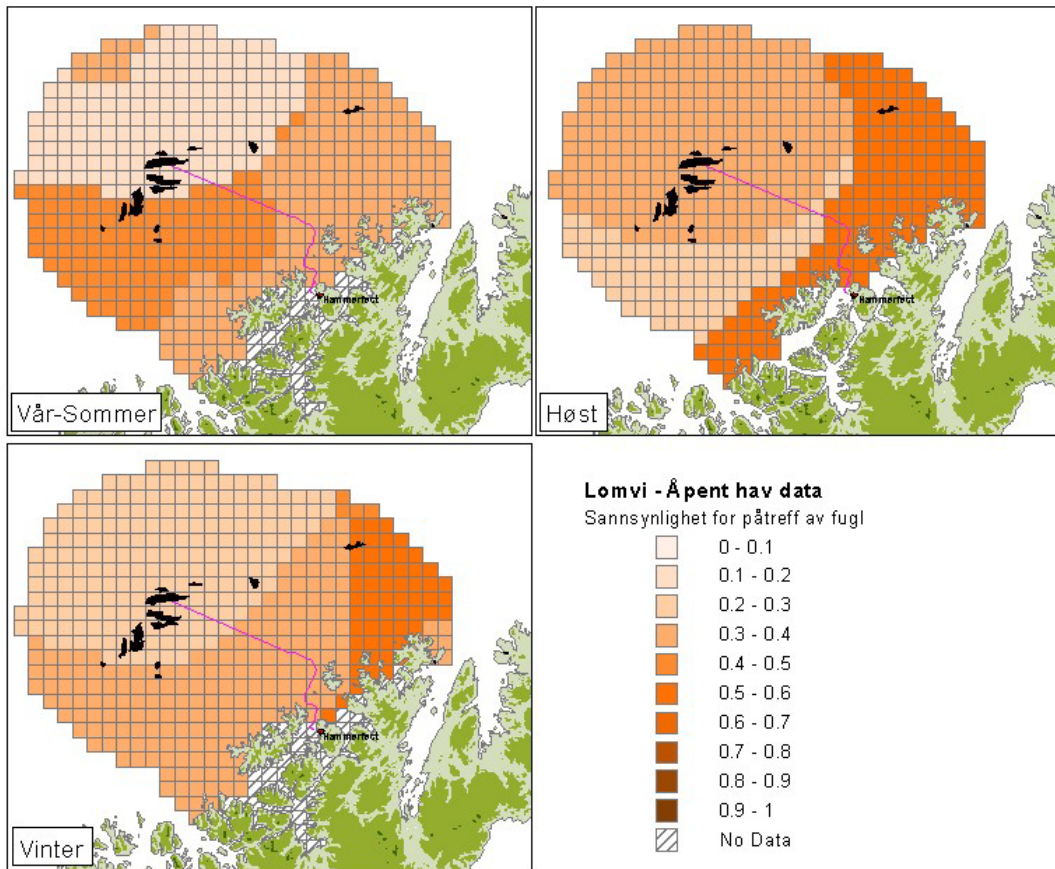 Hammerfest
Vår-Sommer
Hammerfest
Høst
Hammerfest
Vinter
Lomvi - Åpent hav data
Sannsynlighet for påtreff av fugl
0 - 0.1
0.1 - 0.2
0.2 - 0.3
0.3 - 0.4
0.4 - 0.5
0.5 - 0.6
0.6 - 0.7
0.7 - 0.8
0.8 - 0.9
0.9 - 1
No Data